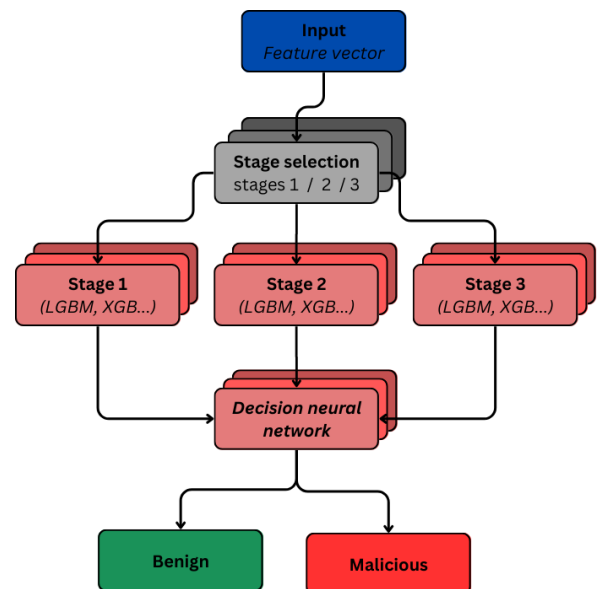 Input
Feature vector
Stage selection
stages 1 / 2 / 3
Stage 1
(LGBM, XGB...)
Stage 2
(LGBM, XGB...)
Stage 3
(LGBM, XGB...)
Decision neural
network
Benign
Malicious